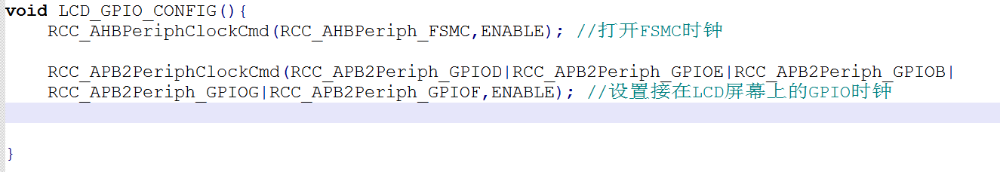 void LCD_GPIO_CONFIG(){
RCC_AHBPeriphClockCmd(RCC_AHBPeriph_FSMC,ENABLE); //打开FSMC时钟
RCC_APB2PeriphClockCmd(RCC_APB2Periph_GPIOD|RCC_APB2Periph_GPIOE|RCC_APB2Periph_GPIOB|
RCC_APB2Periph_GPIOG|RCC_APB2Periph_GPIOF,ENABLE); //设置接在LCD屏幕上的GPIO时钟
}